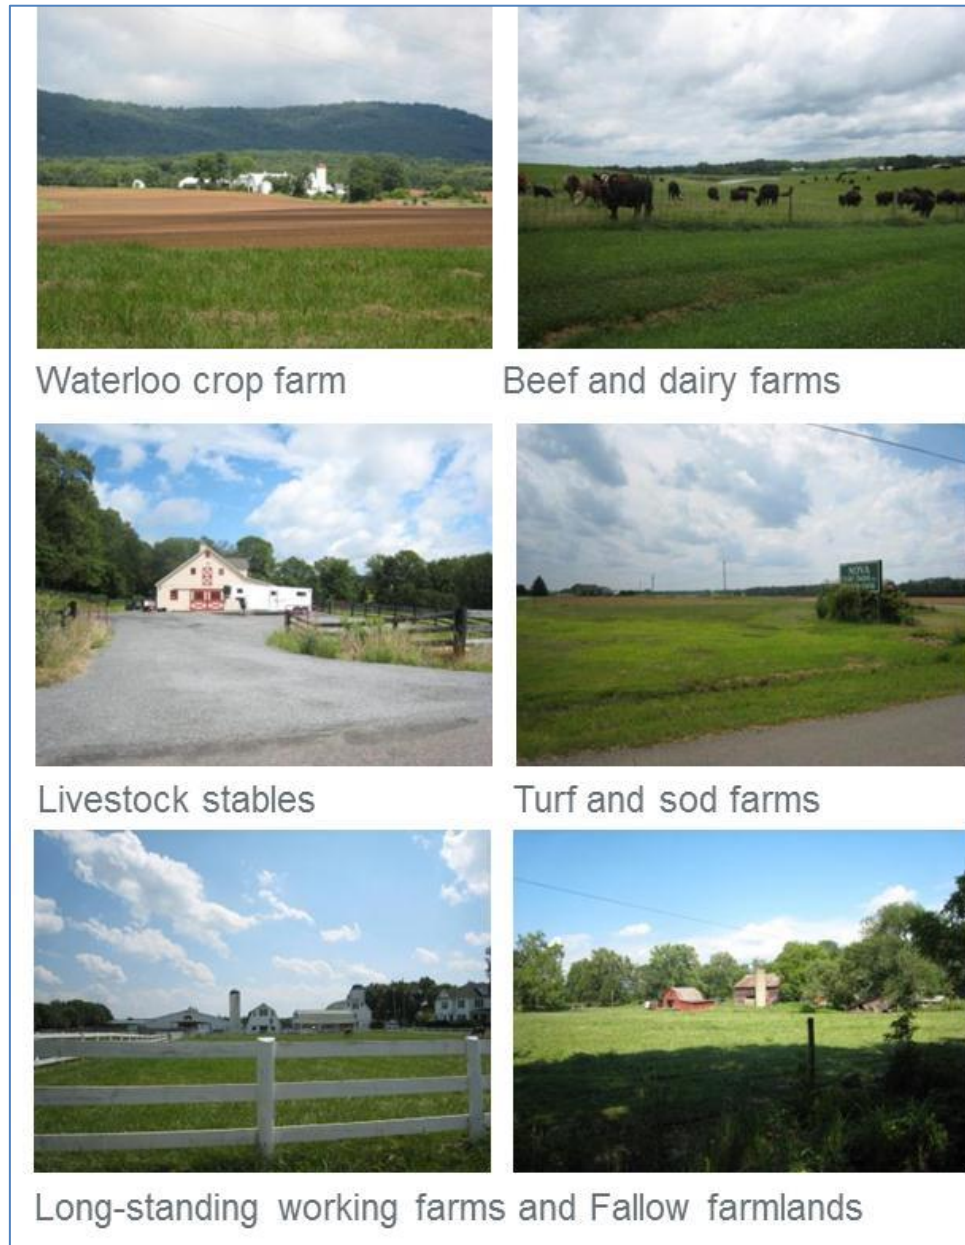 Waterloo crop farm
Beef and dairy farms
NOVA
Livestock stables
Turf and sod farms
Long-standing working farms and Fallow farmlands